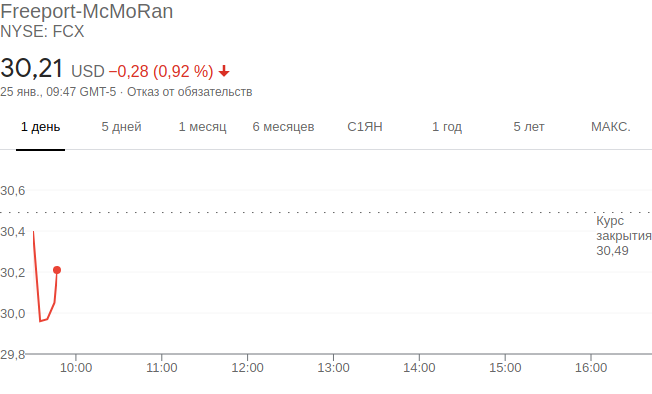 Freeport-McMoRan
NYSE: FCX
30,21 USD −0,28 (0,92 %)
25 янв., 09:47 GMT-5 · Отказ от обязательств
1 день 5 дней 1 месяц 6 месяцев С1ЯН 1 год 5 лет МАКС.
30,6
Курс
закрытия
30,49
30,4
30,2
30,0
29,8
10:00 11:00 12:00 13:00 14:00 15:00 16:00